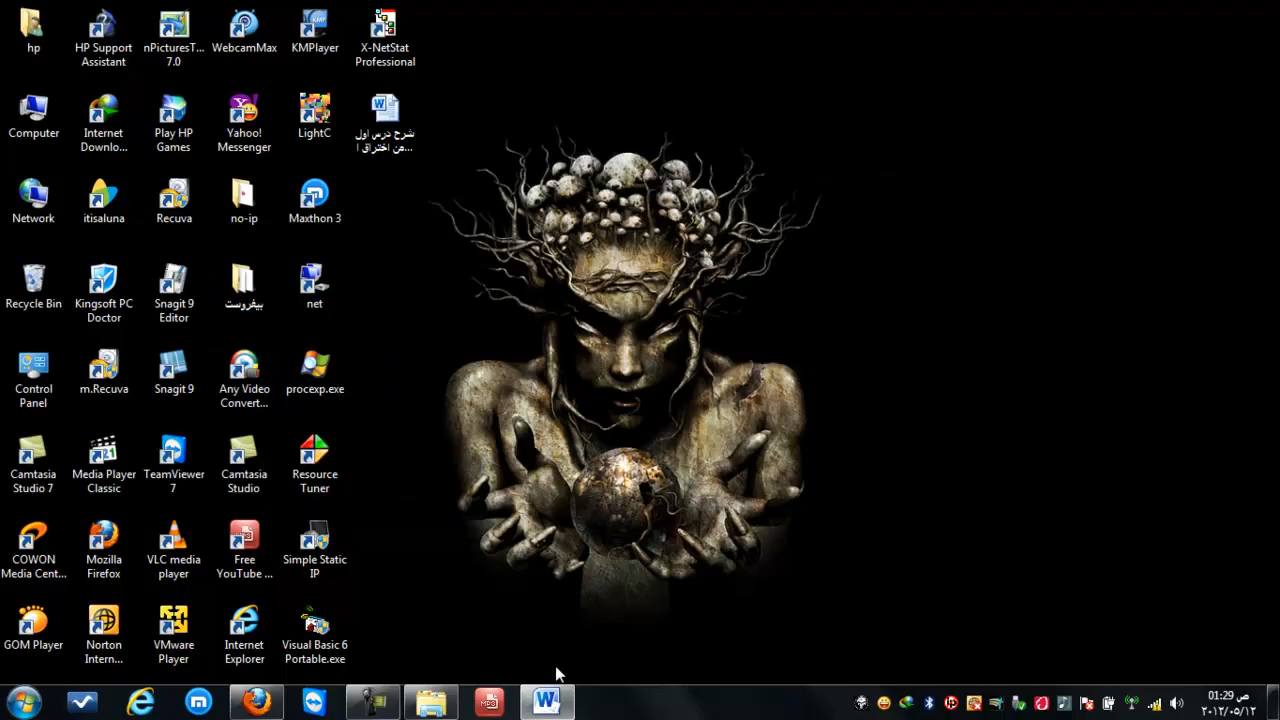 hp
HP Support
Assistant
nPicturesT...
7.0
WebcamMax
KMPlayer
X-NetStat
Professional
Computer
Internet
Downlo...
Play HP
Games
Yahoo!
Messenger
LightC
شرح درس اول
من اختراق ا...
Network
itisaluna
Recuva
no-ip
Maxthon 3
Recycle Bin
Kingsoft PC
Doctor
Snagit 9
Editor
بيفروست
net
Control
Panel
m.Recuva
Snagit 9
Any Video
Convert...
procexp.exe
Camtasia
Studio 7
Media Player
Classic
TeamViewer
7
Camtasia
Studio
Resource
Tuner
COWON
Media Cent...
Mozilla
Firefox
VLC media
player
Free
YouTube ...
Simple Static
IP
GOM Player
Norton
Intern...
VMware
Player
Internet
Explorer
Visual Basic 6
Portable.exe
MP3
01:29 ص
٢٠١٢/٠٥/١٢